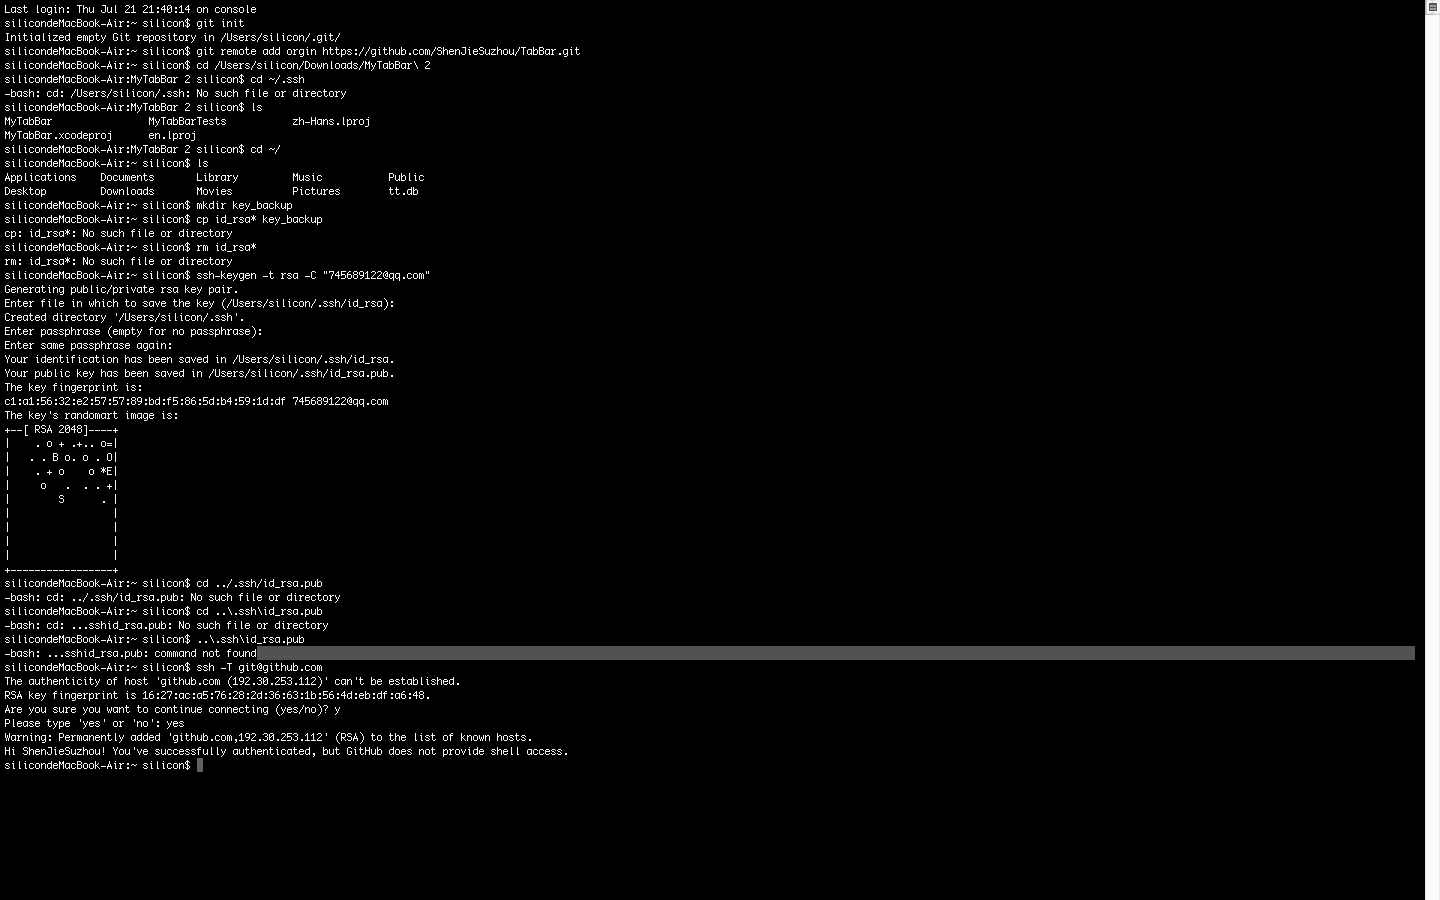 Last login: Thu Jul 21 21:40:14 on console
silicondeMacBook-Air:~ silicon$ git init
Initialized empty Git repository in /Users/silicon/.git/
silicondeMacBook-Air:~ silicon$ git remote add orgin https://github.com/ShenJieSuzhou/TabBar.git
silicondeMacBook-Air:~ silicon$ cd /Users/silicon/Downloads/MyTabBar\ 2
silicondeMacBook-Air:MyTabBar 2 silicon$ cd ~/.ssh
-bash: cd: /Users/silicon/.ssh: No such file or directory
silicondeMacBook-Air:MyTabBar 2 silicon$ ls
MyTabBar                MyTabBarTests           zh-Hans.lproj
MyTabBar.xcodeproj      en.lproj
silicondeMacBook-Air:MyTabBar 2 silicon$ cd ~/
silicondeMacBook-Air:~ silicon$ ls
Applications    Documents       Library         Music           Public
Desktop         Downloads       Movies          Pictures        tt.db
silicondeMacBook-Air:~ silicon$ mkdir key_backup
silicondeMacBook-Air:~ silicon$ cp id_rsa* key_backup
cp: id_rsa*: No such file or directory
silicondeMacBook-Air:~ silicon$ rm id_rsa*
rm: id_rsa*: No such file or directory
silicondeMacBook-Air:~ silicon$ ssh-keygen -t rsa -C "745689122@qq.com"
Generating public/private rsa key pair.
Enter file in which to save the key (/Users/silicon/.ssh/id_rsa):
Created directory '/Users/silicon/.ssh'.
Enter passphrase (empty for no passphrase):
Enter same passphrase again:
Your identification has been saved in /Users/silicon/.ssh/id_rsa.
Your public key has been saved in /Users/silicon/.ssh/id_rsa.pub.
The key fingerprint is:
c1:a1:56:32:e2:57:57:89:bd:f5:86:5d:b4:59:1d:df 745689122@qq.com
The key's randomart image is:
+--[ RSA 2048]----+
|    . o + .+.. o=|
|   . . B o. o . O|
|    . + o    o *E|
|     o   .  . . +|
|        S      . |
|                 |
|                 |
|                 |
|                 |
+-----------------+
silicondeMacBook-Air:~ silicon$ cd ../.ssh/id_rsa.pub
-bash: cd: ../.ssh/id_rsa.pub: No such file or directory
silicondeMacBook-Air:~ silicon$ cd ..\.ssh\id_rsa.pub
-bash: cd: ...sshid_rsa.pub: No such file or directory
silicondeMacBook-Air:~ silicon$ ..\.ssh\id_rsa.pub
-bash: ...sshid_rsa.pub: command not found
silicondeMacBook-Air:~ silicon$ ssh -T git@github.com
The authenticity of host 'github.com (192.30.253.112)' can't be established.
RSA key fingerprint is 16:27:ac:a5:76:28:2d:36:63:1b:56:4d:eb:df:a6:48.
Are you sure you want to continue connecting (yes/no)? y
Please type 'yes' or 'no': yes
Warning: Permanently added 'github.com,192.30.253.112' (RSA) to the list of known hosts.
Hi ShenJieSuzhou! You've successfully authenticated, but GitHub does not provide shell access.
silicondeMacBook-Air:~ silicon$